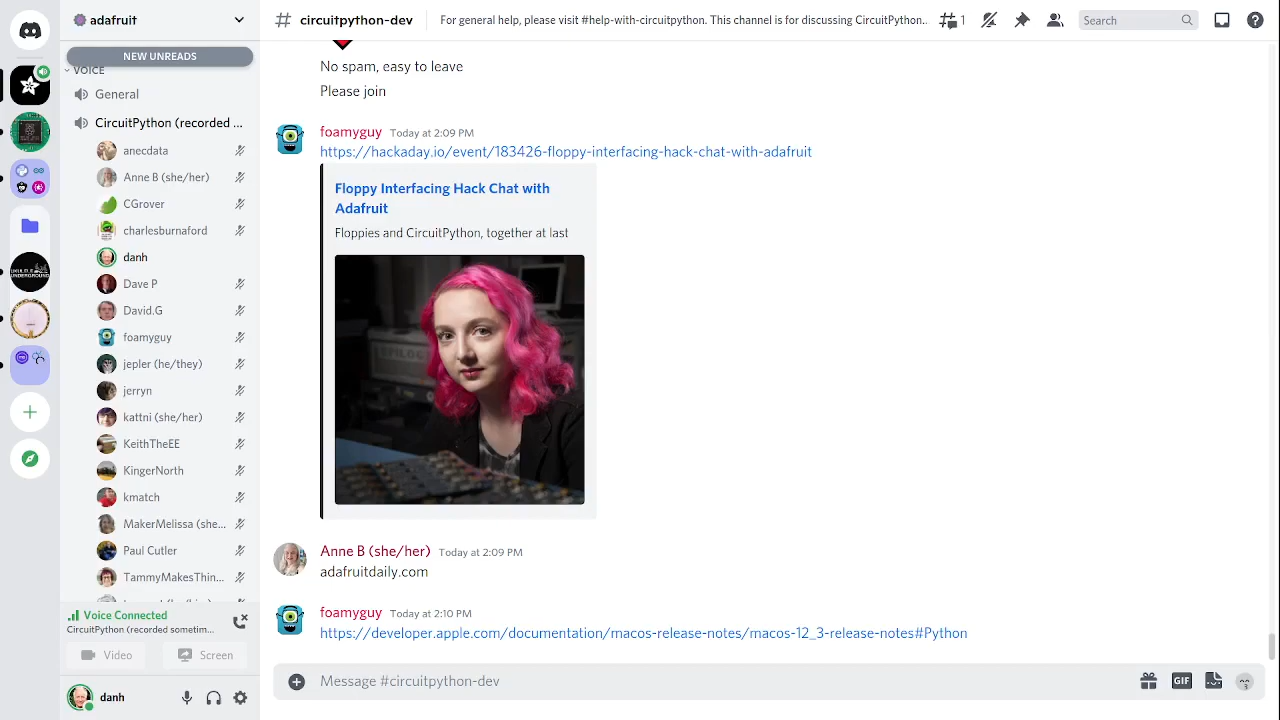 adafruit
NEW UNREADS
VOICE
General
CircuitPython (recorded ...
anecdata
Anne B (she/her)
CGrover
charlesburnaford
danh
Dave P
David.G
foamyguy
jepler (he/they)
jerryn
kattni (she/her)
KeithTheEE
KingerNorth
kmatch
MakerMelissa (she...
Paul Cutler
TammyMakesThin...
Voice Connected
CircuitPython (recorded sometim...
Video
Screen
danh
# circuitpython-dev
For general help, please visit #help-with-circuitpython. This channel is for discussing CircuitPython...
1
Search
No spam, easy to leave
Please join
foamyguy Today at 2:09 PM
https://hackaday.io/event/183426-floppy-interfacing-hack-chat-with-adafruit
Floppy Interfacing Hack Chat with
Adafruit
Floppies and CircuitPython, together at last
Anne B (she/her) Today at 2:09 PM
adafruitdaily.com
foamyguy Today at 2:10 PM
https://developer.apple.com/documentation/macos-release-notes/macos-12_3-release-notes#Python
Message #circuitpython-dev
GIF